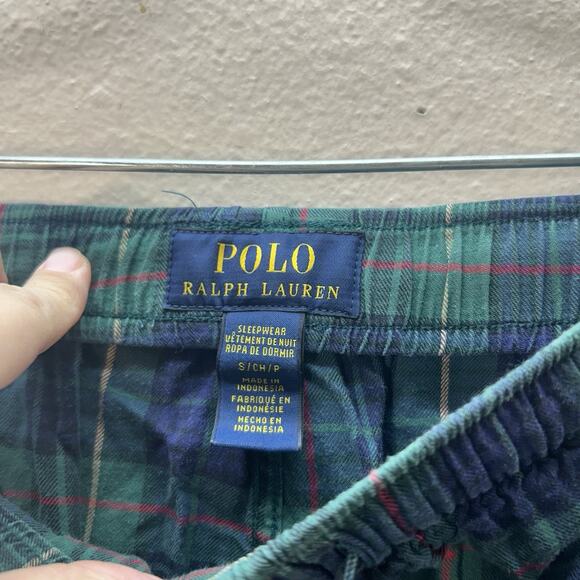 POLO
RALPH LAUREN
SLEEPWEAR
VÊTEMENT DE NUIT
ROPA DE DORMIR
S/CH/P
MADE IN
INDONESIA
FABRIQUÉ EN
INDONÉSIE
HECHO EN
INDONESIA